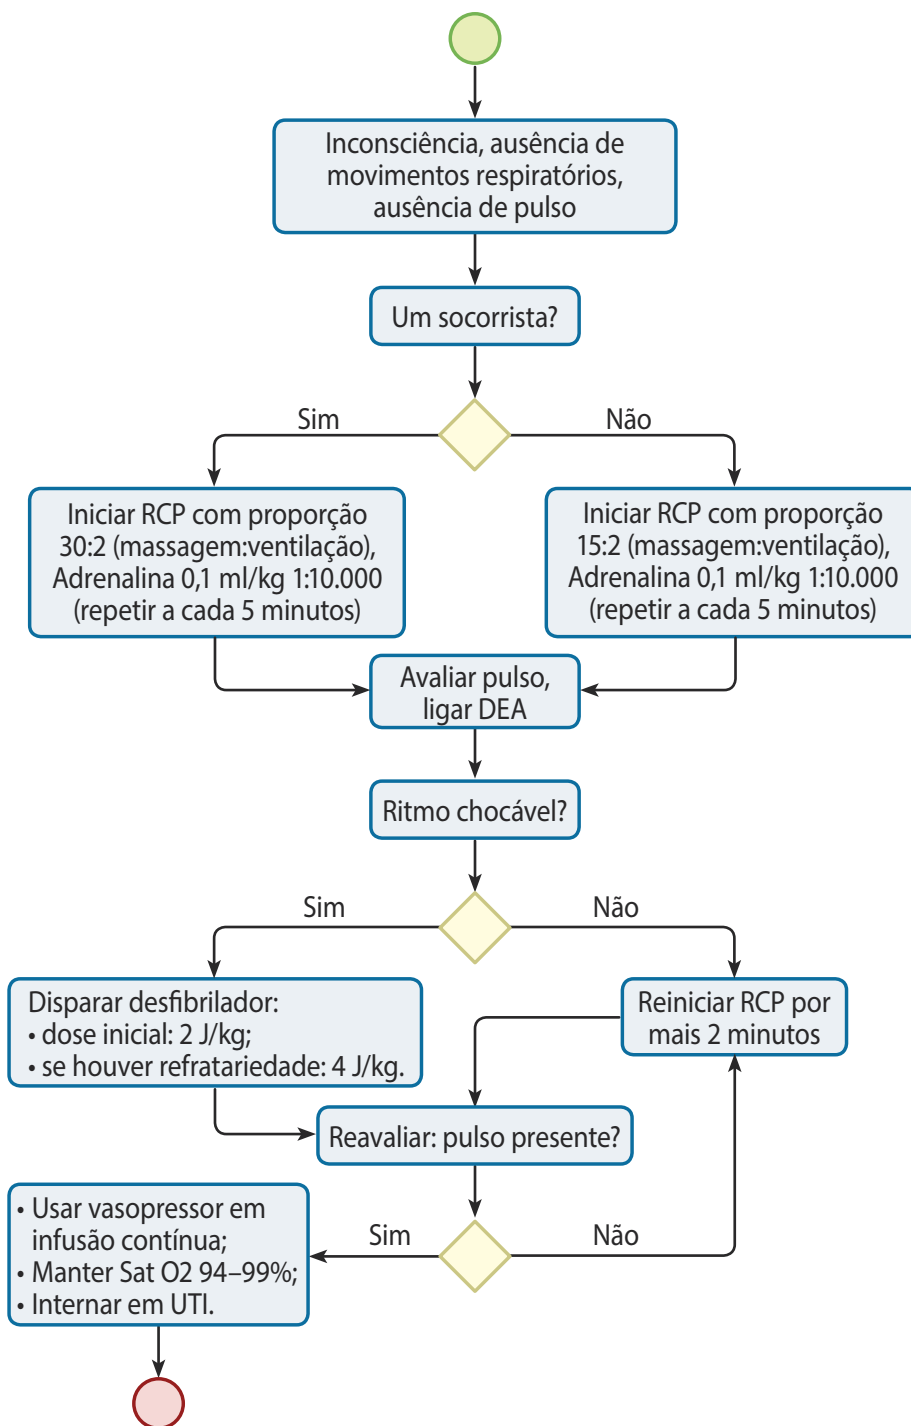 Inconsciência, ausência de
movimentos respiratórios,
ausência de pulso
Um socorrista?
Sim
Não
Iniciar RCP com proporção
30:2 (massagem:ventilação),
Adrenalina 0,1 ml/kg 1:10.000
(repetir a cada 5 minutos)
Iniciar RCP com proporção
15:2 (massagem:ventilação),
Adrenalina 0,1 ml/kg 1:10.000
(repetir a cada 5 minutos)
Avaliar pulso,
ligar DEA
Ritmo chocável?
Sim
Não
Disparar desfibrilador:
• dose inicial: 2 J/kg;
• se houver refratariedade: 4 J/kg.
Reiniciar RCP por
mais 2 minutos
Reavaliar: pulso presente?
Sim
Não
• Usar vasopressor em
infusão contínua;
• Manter Sat O2 94–99%;
• Internar em UTI.